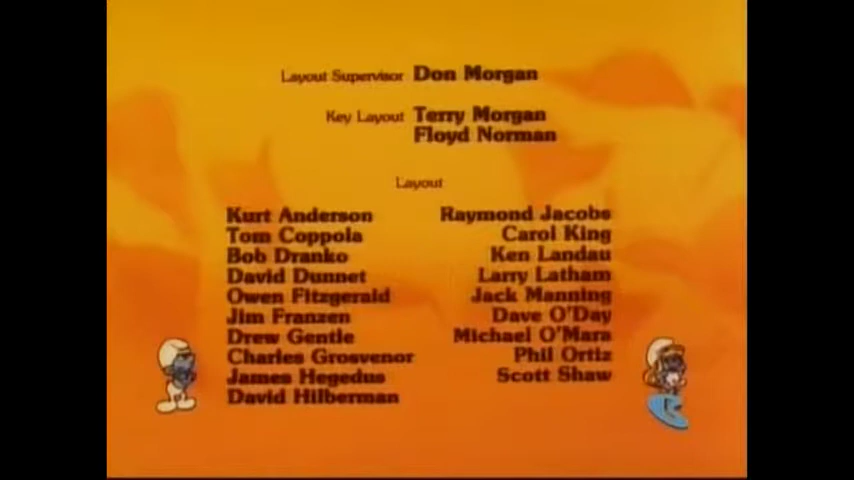 Layout Supervisor Don Morgan
Key Layout Terry Morgan
Floyd Norman
Layout
Kurt Anderson
Tom Coppola
Bob Dranko
David Dunnet
Owen Fitzgerald
Jim Franzen
Drew Gentle
Charles Grosvenor
James Hegedus
David Hilberman
Raymond Jacobs
Carol King
Ken Landau
Larry Latham
Jack Manning
Dave O'Day
Michael O'Mara
Phil Ortiz
Scott Shaw